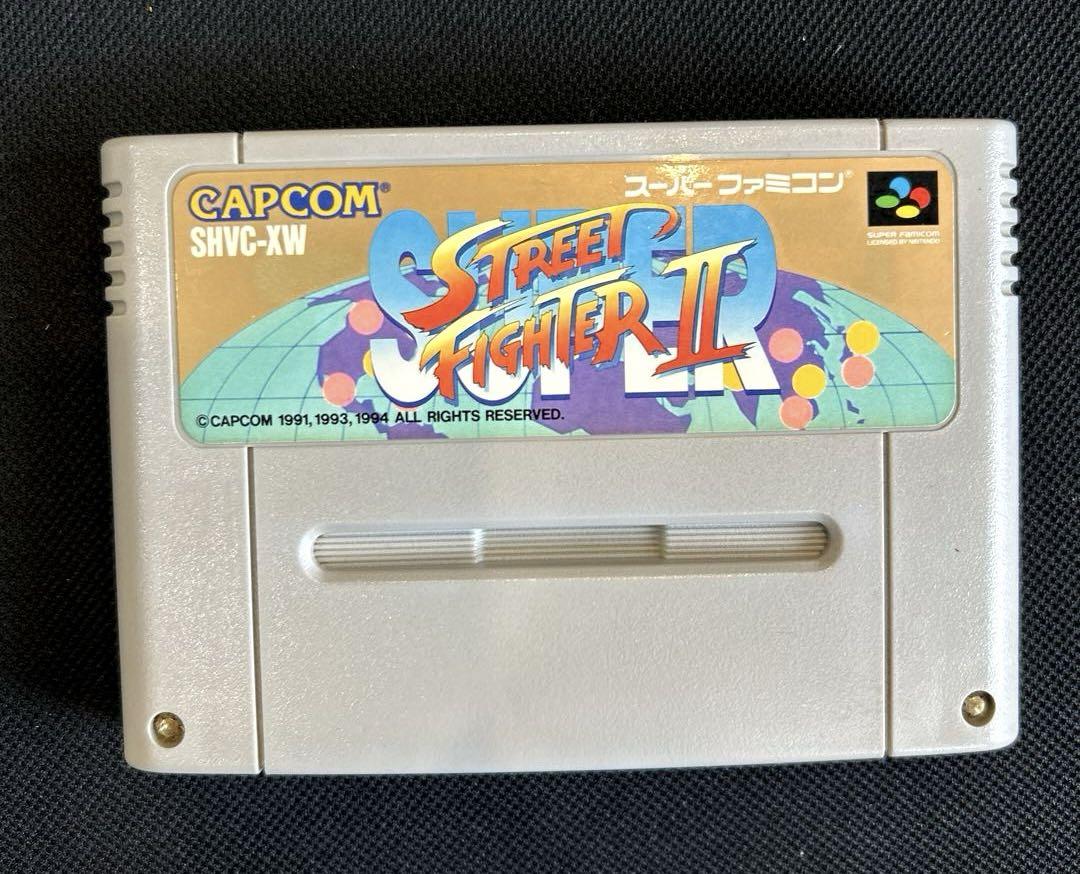 CAPCOM®
SHVC-XW
スーパーファミコン®
SUPER FAMICOM
LICENSED BY NINTENDO
SUPER
STREET
FIGHTER II
©CAPCOM 1991, 1993, 1994 ALL RIGHTS RESERVED.